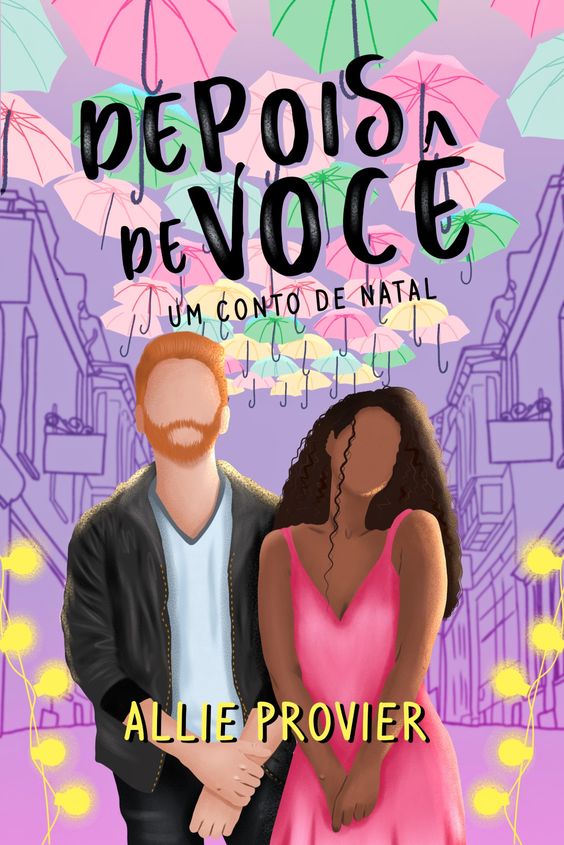 DEPOIS
DE VOCÊ
UM CONTO DE NATAL
ALLIE PROVIER